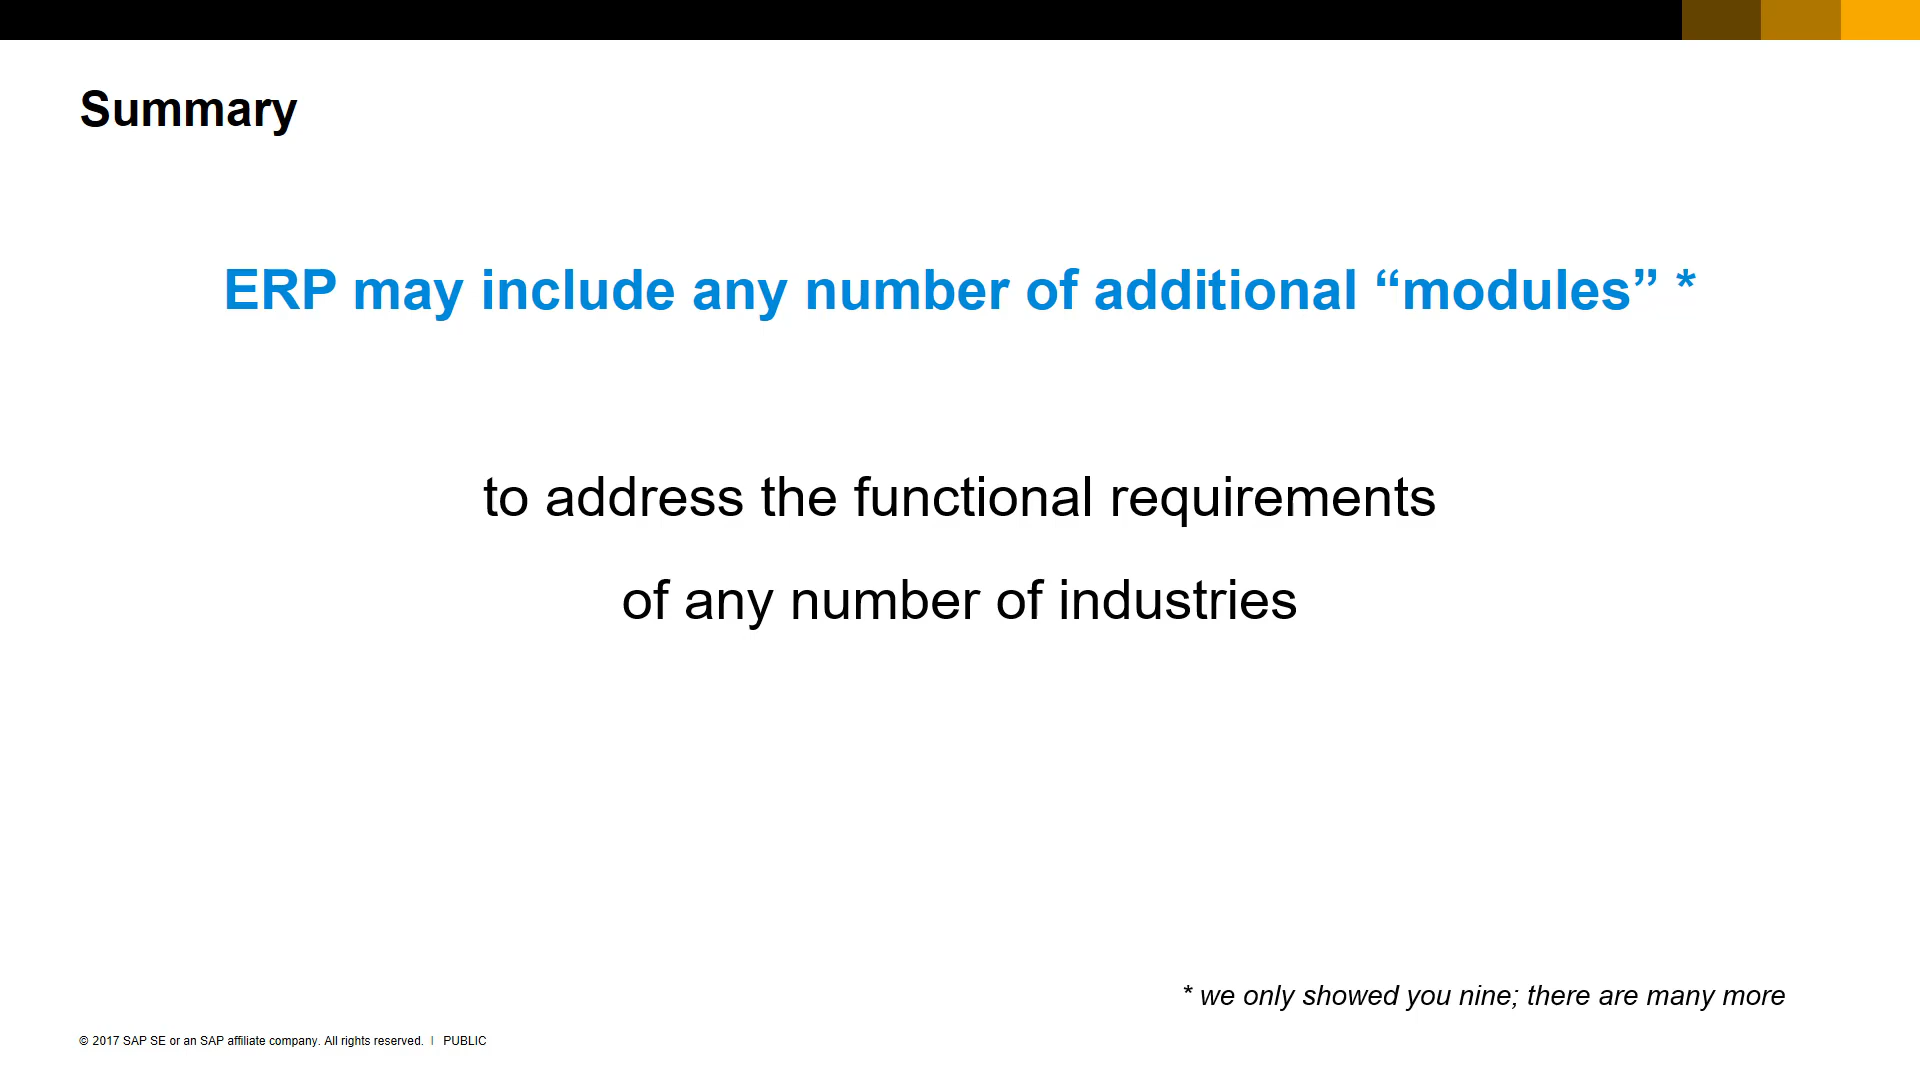 Summary
ERP may include any number of additional “modules” *
to address the functional requirements
of any number of industries
* we only showed you nine; there are many more
© 2017 SAP SE or an SAP affiliate company. All rights reserved. | PUBLIC